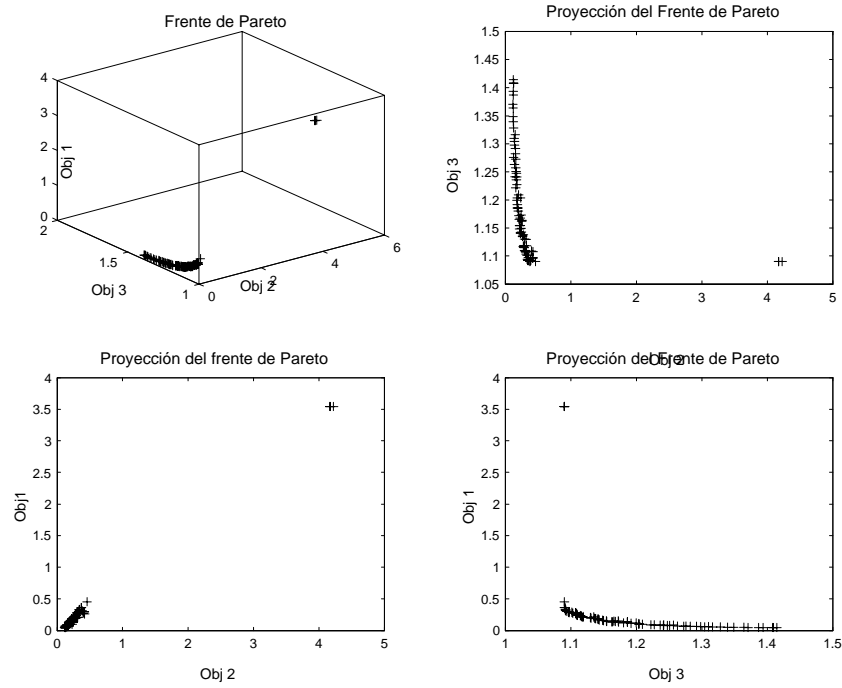 Frente de Pareto
4
3
2
1
0
Obj 1
2
1.5
1
Obj 3
0
2
4
6
Obj 2
Proyección del Frente de Pareto
1.5
1.45
1.4
1.35
1.3
1.25
1.2
1.15
1.1
1.05
Obj 3
0 1 2 3 4 5
Obj 2
Proyección del frente de Pareto
4
3.5
3
2.5
2
1.5
1
0.5
0
Obj1
0 1 2 3 4 5
Obj 2
Proyección del Frente de Pareto
4
3.5
3
2.5
2
1.5
1
0.5
0
Obj 1
1 1.1 1.2 1.3 1.4 1.5
Obj 3